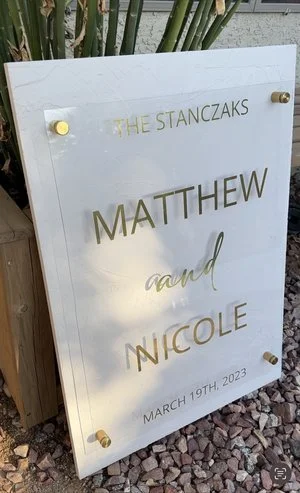 THE STANCZAKS
MATTHEW
and
NICOLE
MARCH 19TH, 2023